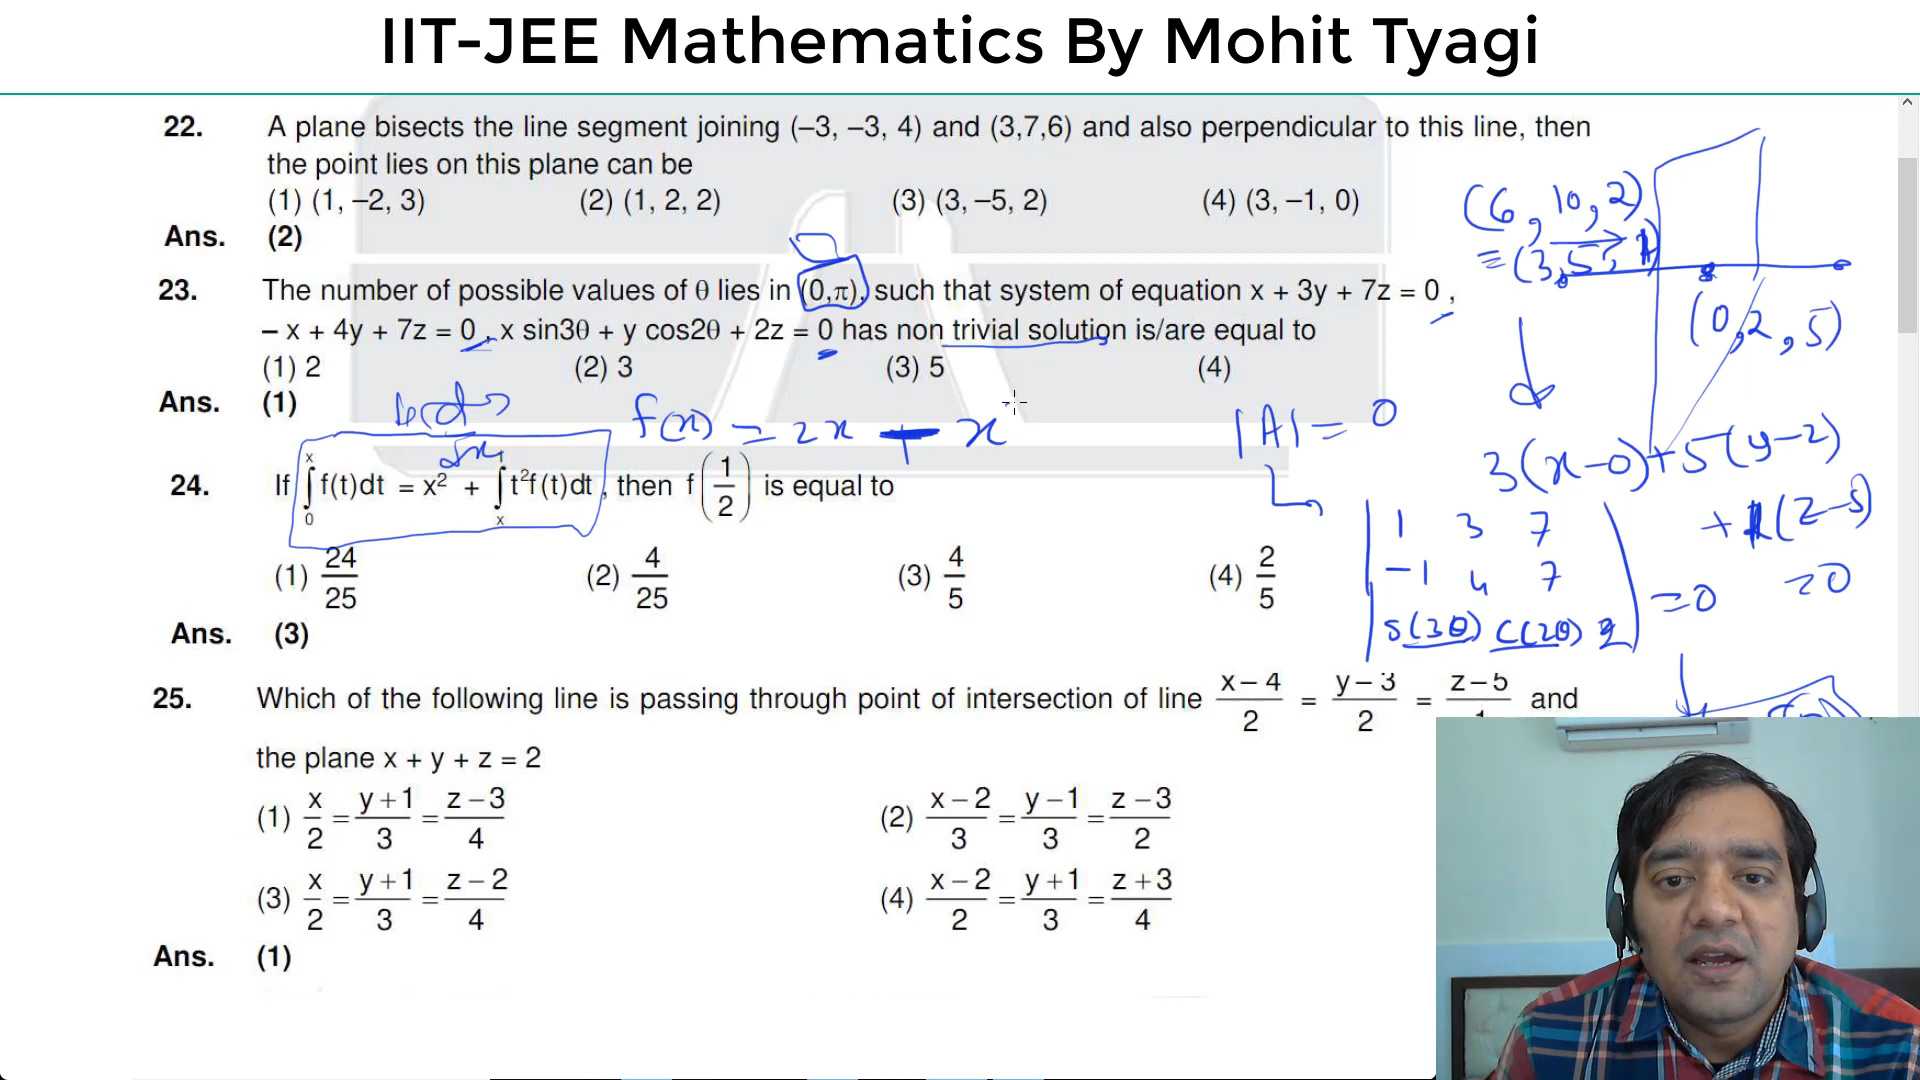 IIT-JEE Mathematics By Mohit Tyagi
22. A plane bisects the line segment joining (–3, –3, 4) and (3,7,6) and also perpendicular to this line, then
the point lies on this plane can be
(1) (1, –2, 3) (2) (1, 2, 2) (3) (3, –5, 2) (4) (3, –1, 0)
Ans. (2)
(6, 10, 2)
≡ (3, 5, 1)
(0, 2, 5)
23. The number of possible values of θ lies in (0,π), such that system of equation x + 3y + 7z = 0 ,
– x + 4y + 7z = 0 , x sin3θ + y cos2θ + 2z = 0 has non trivial solution is/are equal to
(1) 2 (2) 3 (3) 5 (4)
Ans. (1)
f(x) = 2x + x
|A| = 0
3(x-0)+5(y-2)
+1(z-5)
=0
1 3 7
-1 4 7
s(3θ) c(2θ) 2
=0
24. If ∫₀ˣ f(t)dt = x² + ∫ₓ¹ t²f(t)dt , then f(1/2) is equal to
(1) 24/25 (2) 4/25 (3) 4/5 (4) 2/5
Ans. (3)
25. Which of the following line is passing through point of intersection of line (x – 4)/2 = (y – 3)/2 = (z – 5)/ and
the plane x + y + z = 2
(1) x/2 = (y + 1)/3 = (z – 3)/4 (2) (x – 2)/3 = (y – 1)/3 = (z – 3)/2
(3) x/2 = (y + 1)/3 = (z – 2)/4 (4) (x – 2)/2 = (y + 1)/3 = (z + 3)/4
Ans. (1)